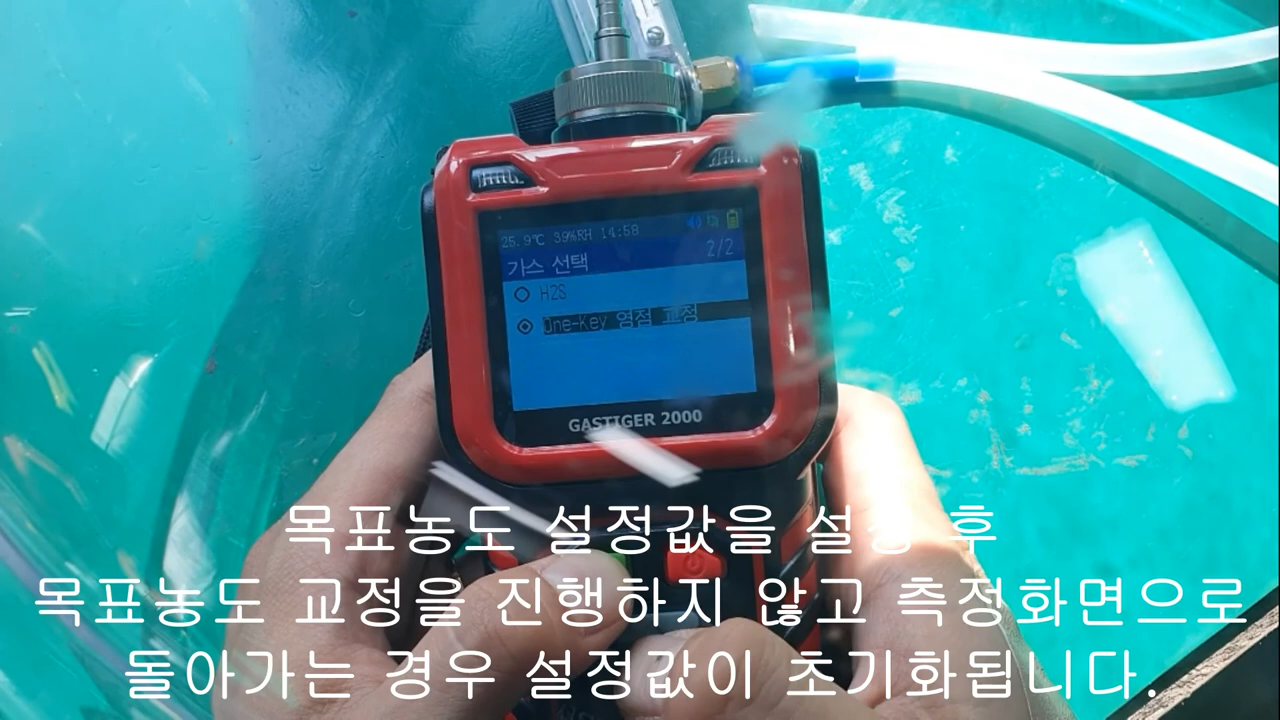 25.9℃ 39%RH 14:58
가스 선택 2/2
H2S
One-Key 영점 교정
GASTIGER 2000
목표농도 설정값을 설정 후
목표농도 교정을 진행하지 않고 측정화면으로
돌아가는 경우 설정값이 초기화됩니다.